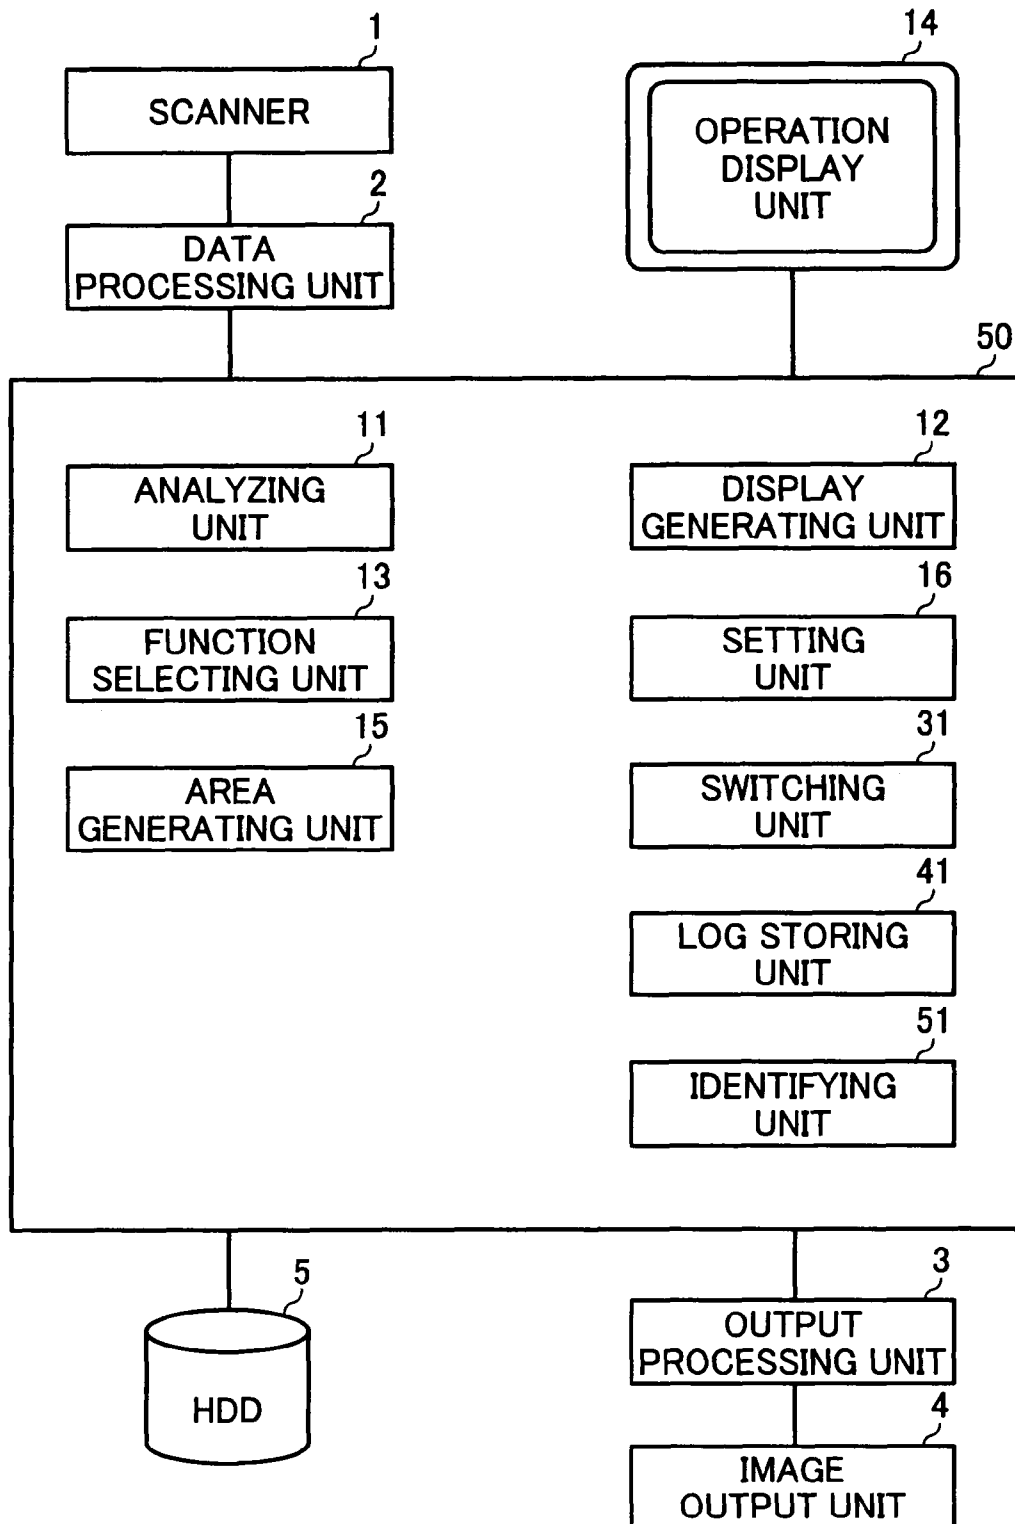 1
SCANNER
14
OPERATION
DISPLAY
UNIT
2
DATA
PROCESSING UNIT
50
11
ANALYZING
UNIT
12
DISPLAY
GENERATING UNIT
13
FUNCTION
SELECTING UNIT
16
SETTING
UNIT
15
AREA
GENERATING UNIT
31
SWITCHING
UNIT
41
LOG STORING
UNIT
51
IDENTIFYING
UNIT
5
HDD
3
OUTPUT
PROCESSING UNIT
4
IMAGE
OUTPUT UNIT